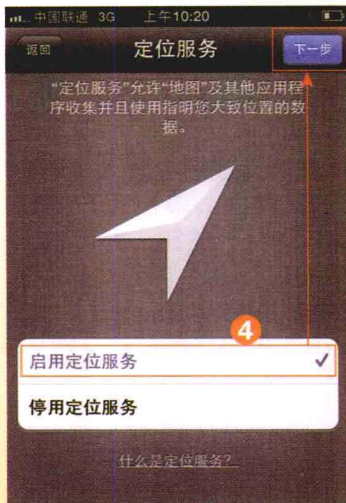 中国联通 3G 上午10:20
返回 定位服务 下一步
“定位服务”允许“地图”及其他应用程
序收集并且使用指明您大致位置的数
据。
4
启用定位服务 ✓
停用定位服务
什么是定位服务?